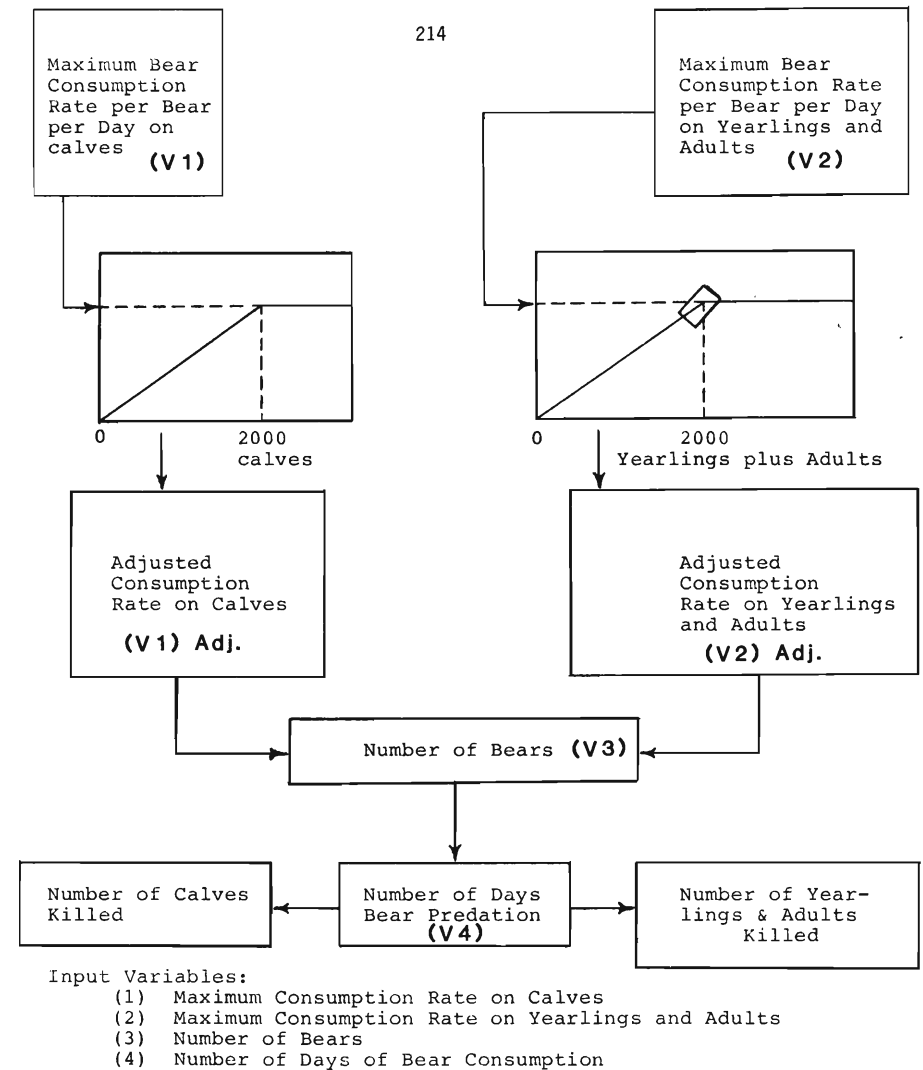 214
Maximum Bear
Consumption
Rate per Bear
per Day on
calves
(V1)
Maximum Bear
Consumption Rate
per Bear per Day
on Yearlings and
Adults
(V2)
0
2000
calves
0
2000
Yearlings plus Adults
Adjusted
Consumption
Rate on Calves
(V1) Adj.
Adjusted
Consumption
Rate on Yearlings
and Adults
(V2) Adj.
Number of Bears (V3)
Number of Calves
Killed
Number of Days
Bear Predation
(V4)
Number of Year-
lings & Adults
Killed
Input Variables:
(1) Maximum Consumption Rate on Calves
(2) Maximum Consumption Rate on Yearlings and Adults
(3) Number of Bears
(4) Number of Days of Bear Consumption